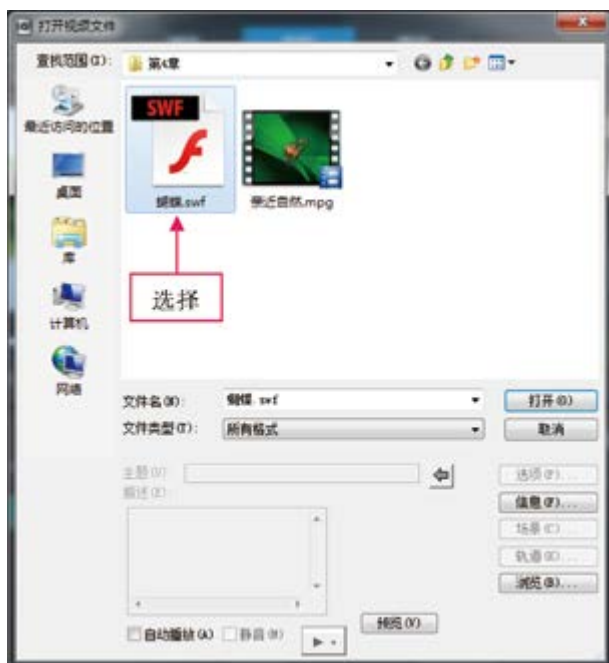 打开视频文件
查找范围(I):
第4章
最近访问的位置
桌面
库
计算机
网络
SWF
蝴蝶.swf
亲近自然.mpg
选择
文件名(N):
蝴蝶.swf
打开(O)
文件类型(T):
所有格式
取消
主题(U)
描述(E)
选项(P)...
信息(F)...
场景(C)
轨道(K)...
浏览(B)...
自动播放(A)
静音(M)
预览(V)